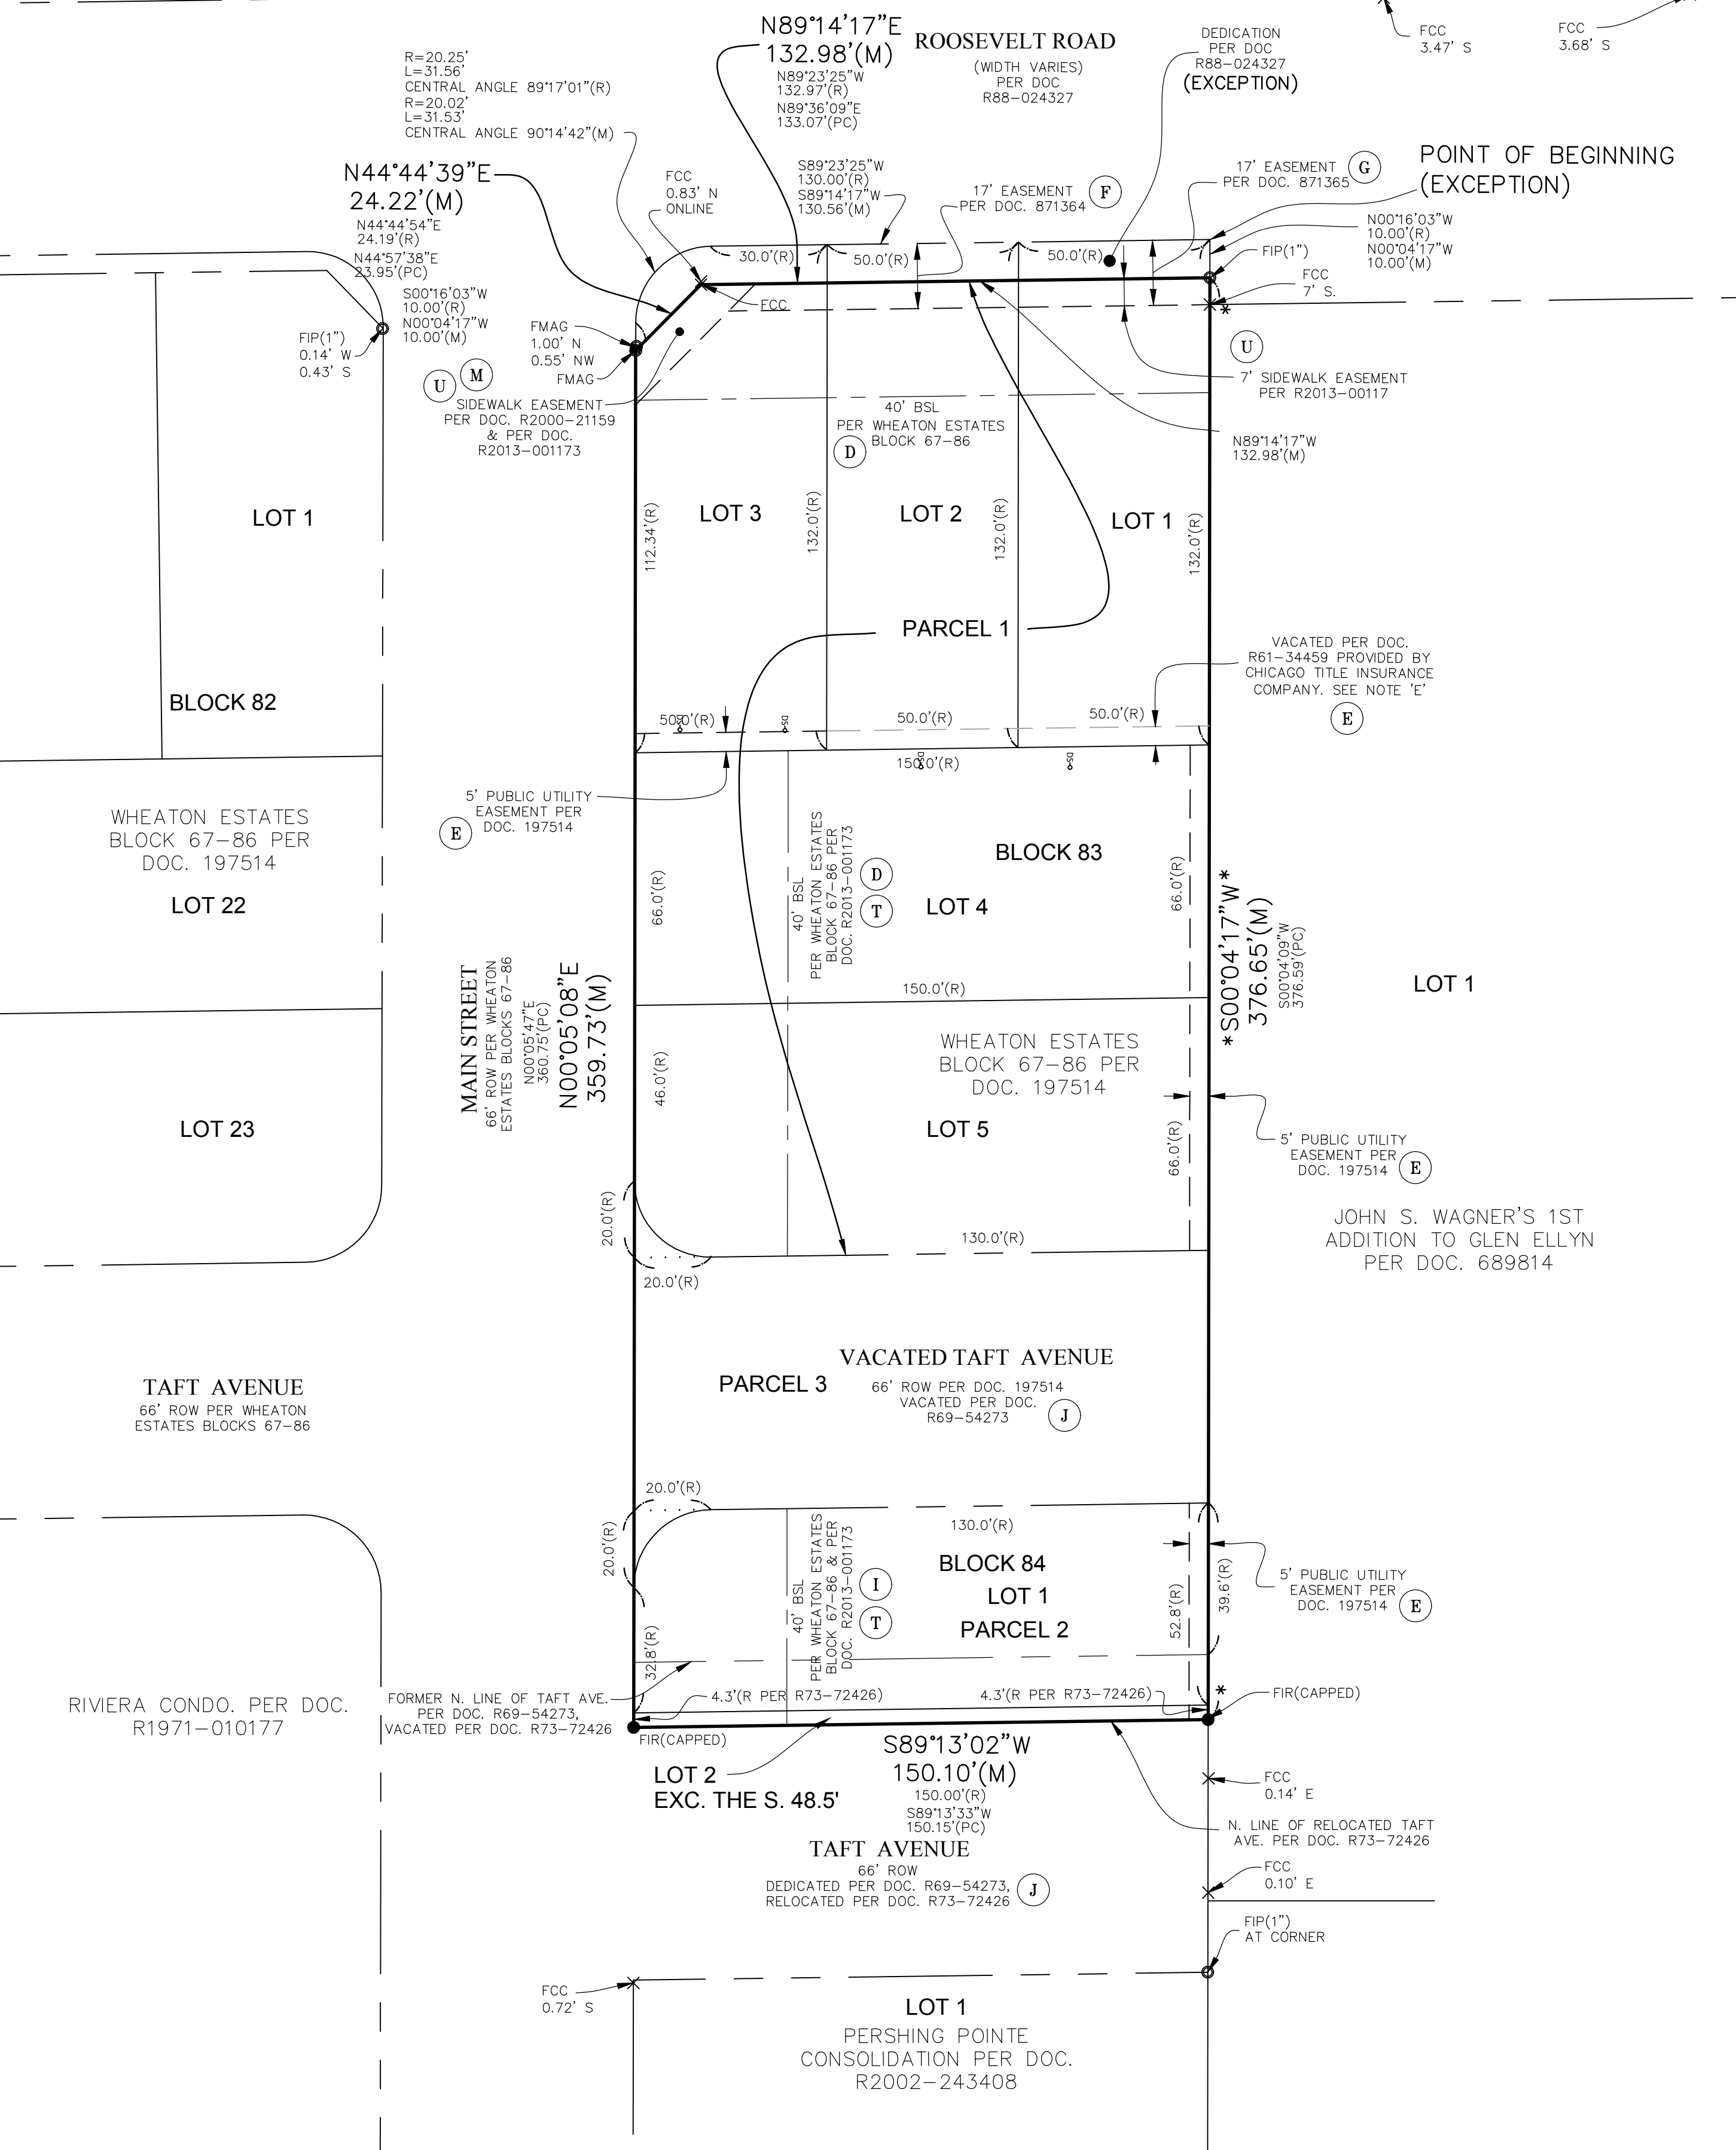 N89°14'17"E
132.98'(M)
N89°23'25"W
132.97'(R)
N89°36'09"E
133.07'(PC)
ROOSEVELT ROAD
(WIDTH VARIES)
PER DOC
R88-024327
DEDICATION
PER DOC
R88-024327
(EXCEPTION)
FCC
3.47' S
FCC
3.68' S
R=20.25'
L=31.56'
CENTRAL ANGLE 89°17'01"(R)
R=20.02'
L=31.53'
CENTRAL ANGLE 90°14'42"(M)
N44°44'39"E
24.22'(M)
N44°44'54"E
24.19'(R)
N44°57'38"E
23.95'(PC)
S00°16'03"W
10.00'(R)
N00°04'17"W
10.00'(M)
FCC
0.83' N
ONLINE
S89°23'25"W
130.00'(R)
S89°14'17"W
130.56'(M)
17' EASEMENT
PER DOC. 871364
F
17' EASEMENT
PER DOC. 871365
G
POINT OF BEGINNING
(EXCEPTION)
N00°16'03"W
10.00'(R)
N00°04'17"W
10.00'(M)
30.0'(R)
50.0'(R)
50.0'(R)
FIP(1")
FCC
7' S.
*
FCC
FIP(1")
0.14' W
0.43' S
FMAG
1.00' N
0.55' NW
FMAG
U
M
SIDEWALK EASEMENT
PER DOC. R2000-21159
& PER DOC.
R2013-001173
U
7' SIDEWALK EASEMENT
PER R2013-00117
40' BSL
PER WHEATON ESTATES
BLOCK 67-86
D
N89°14'17"W
132.98'(M)
LOT 1
LOT 3
LOT 2
LOT 1
112.34'(R)
132.0'(R)
132.0'(R)
132.0'(R)
PARCEL 1
VACATED PER DOC.
R61-34459 PROVIDED BY
CHICAGO TITLE INSURANCE
COMPANY. SEE NOTE 'E'
E
BLOCK 82
50.0'(R)
DS
DS
50.0'(R)
50.0'(R)
150.0'(R)
DS
DS
5' PUBLIC UTILITY
EASEMENT PER
DOC. 197514
E
WHEATON ESTATES
BLOCK 67-86 PER
DOC. 197514
LOT 22
40' BSL
PER WHEATON ESTATES
BLOCK 67-86 PER
DOC. R2013-001173
D
T
BLOCK 83
LOT 4
66.0'(R)
66.0'(R)
*S00°04'17"W*
376.65'(M)
S00°04'09"W
376.59'(PC)
LOT 1
150.0'(R)
MAIN STREET
66' ROW PER WHEATON
ESTATES BLOCKS 67-86
N00°05'47"E
360.75'(PC)
N00°05'08"E
359.73'(M)
46.0'(R)
WHEATON ESTATES
BLOCK 67-86 PER
DOC. 197514
LOT 23
LOT 5
66.0'(R)
5' PUBLIC UTILITY
EASEMENT PER
DOC. 197514
E
JOHN S. WAGNER'S 1ST
ADDITION TO GLEN ELLYN
PER DOC. 689814
20.0'(R)
20.0'(R)
130.0'(R)
TAFT AVENUE
66' ROW PER WHEATON
ESTATES BLOCKS 67-86
VACATED TAFT AVENUE
PARCEL 3
66' ROW PER DOC. 197514
VACATED PER DOC.
R69-54273
J
20.0'(R)
20.0'(R)
130.0'(R)
40' BSL
PER WHEATON ESTATES
BLOCK 67-86 & PER
DOC. R2013-001173
I
T
BLOCK 84
LOT 1
PARCEL 2
52.8'(R)
39.6'(R)
5' PUBLIC UTILITY
EASEMENT PER
DOC. 197514
E
32.8'(R)
RIVIERA CONDO. PER DOC.
R1971-010177
FORMER N. LINE OF TAFT AVE.
PER DOC. R69-54273,
VACATED PER DOC. R73-72426
4.3'(R PER R73-72426)
4.3'(R PER R73-72426)
*
FIR(CAPPED)
FIR(CAPPED)
LOT 2
EXC. THE S. 48.5'
S89°13'02"W
150.10'(M)
150.00'(R)
S89°13'33"W
150.15'(PC)
FCC
0.14' E
N. LINE OF RELOCATED TAFT
AVE. PER DOC. R73-72426
TAFT AVENUE
66' ROW
DEDICATED PER DOC. R69-54273,
RELOCATED PER DOC. R73-72426
J
FCC
0.10' E
FIP(1")
AT CORNER
FCC
0.72' S
LOT 1
PERSHING POINTE
CONSOLIDATION PER DOC.
R2002-243408